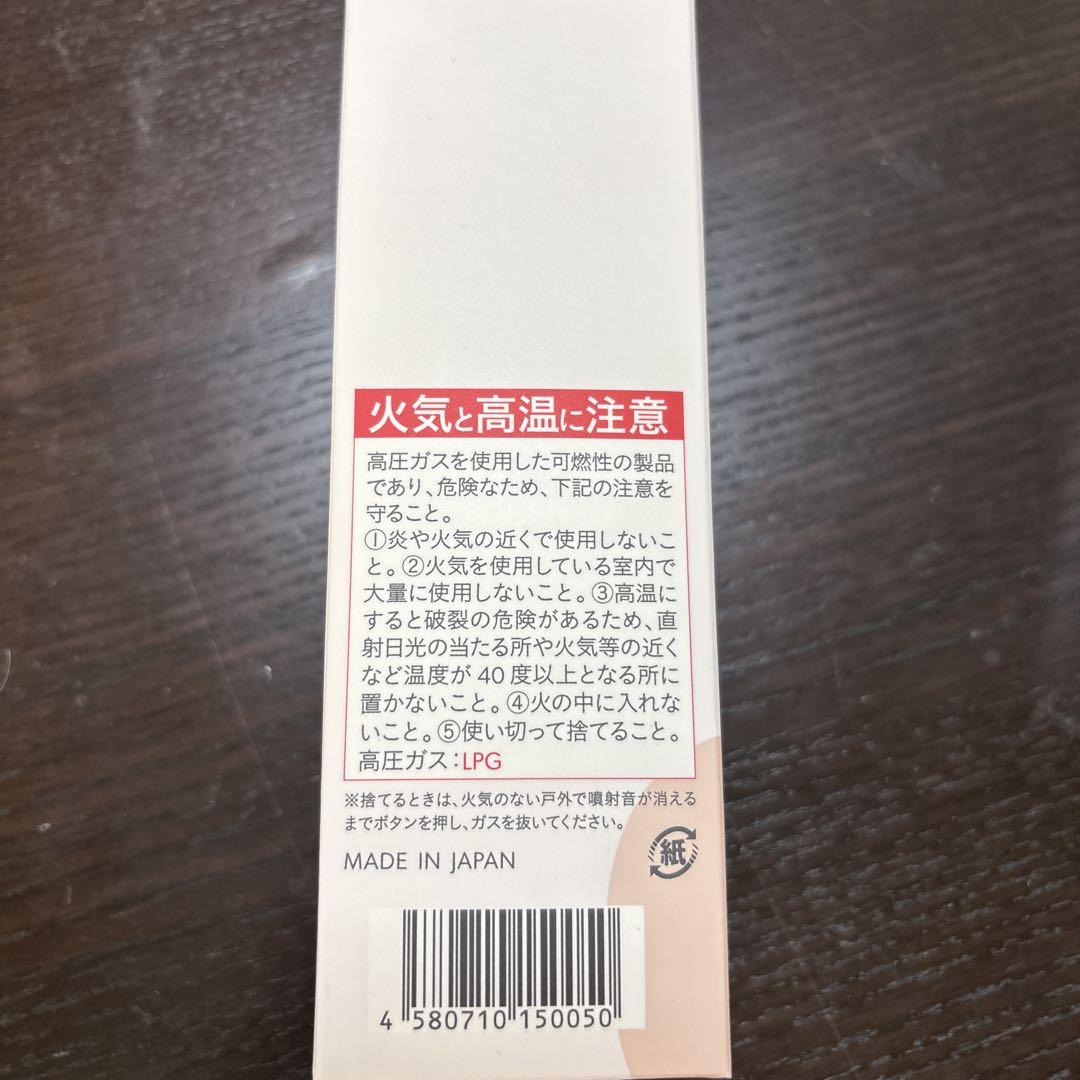 火気と高温に注意
高圧ガスを使用した可燃性の製品
であり、危険なため、下記の注意を
守ること。
①炎や火気の近くで使用しないこ
と。②火気を使用している室内で
大量に使用しないこと。③高温に
すると破裂の危険があるため、直
射日光の当たる所や火気等の近く
など温度が40度以上となる所に
置かないこと。④火の中に入れな
いこと。⑤使い切って捨てること。
高圧ガス：LPG
※捨てるときは、火気のない戸外で噴射音が消える
までボタンを押し、ガスを抜いてください。
紙
MADE IN JAPAN
4 580710 150050